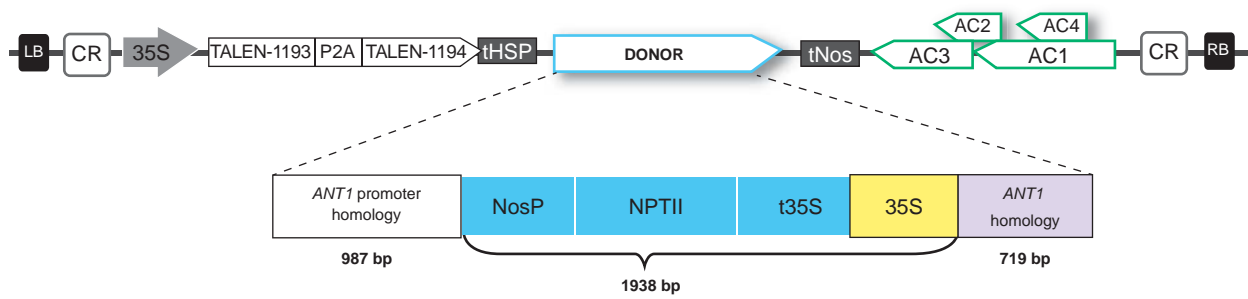 LB
CR
35S
TALEN-1193
P2A
TALEN-1194
tHSP
DONOR
tNos
AC2
AC4
AC3
AC1
CR
RB
ANT1 promoter
homology
NosP
NPTII
t35S
35S
ANT1
homology
987 bp
1938 bp
719 bp